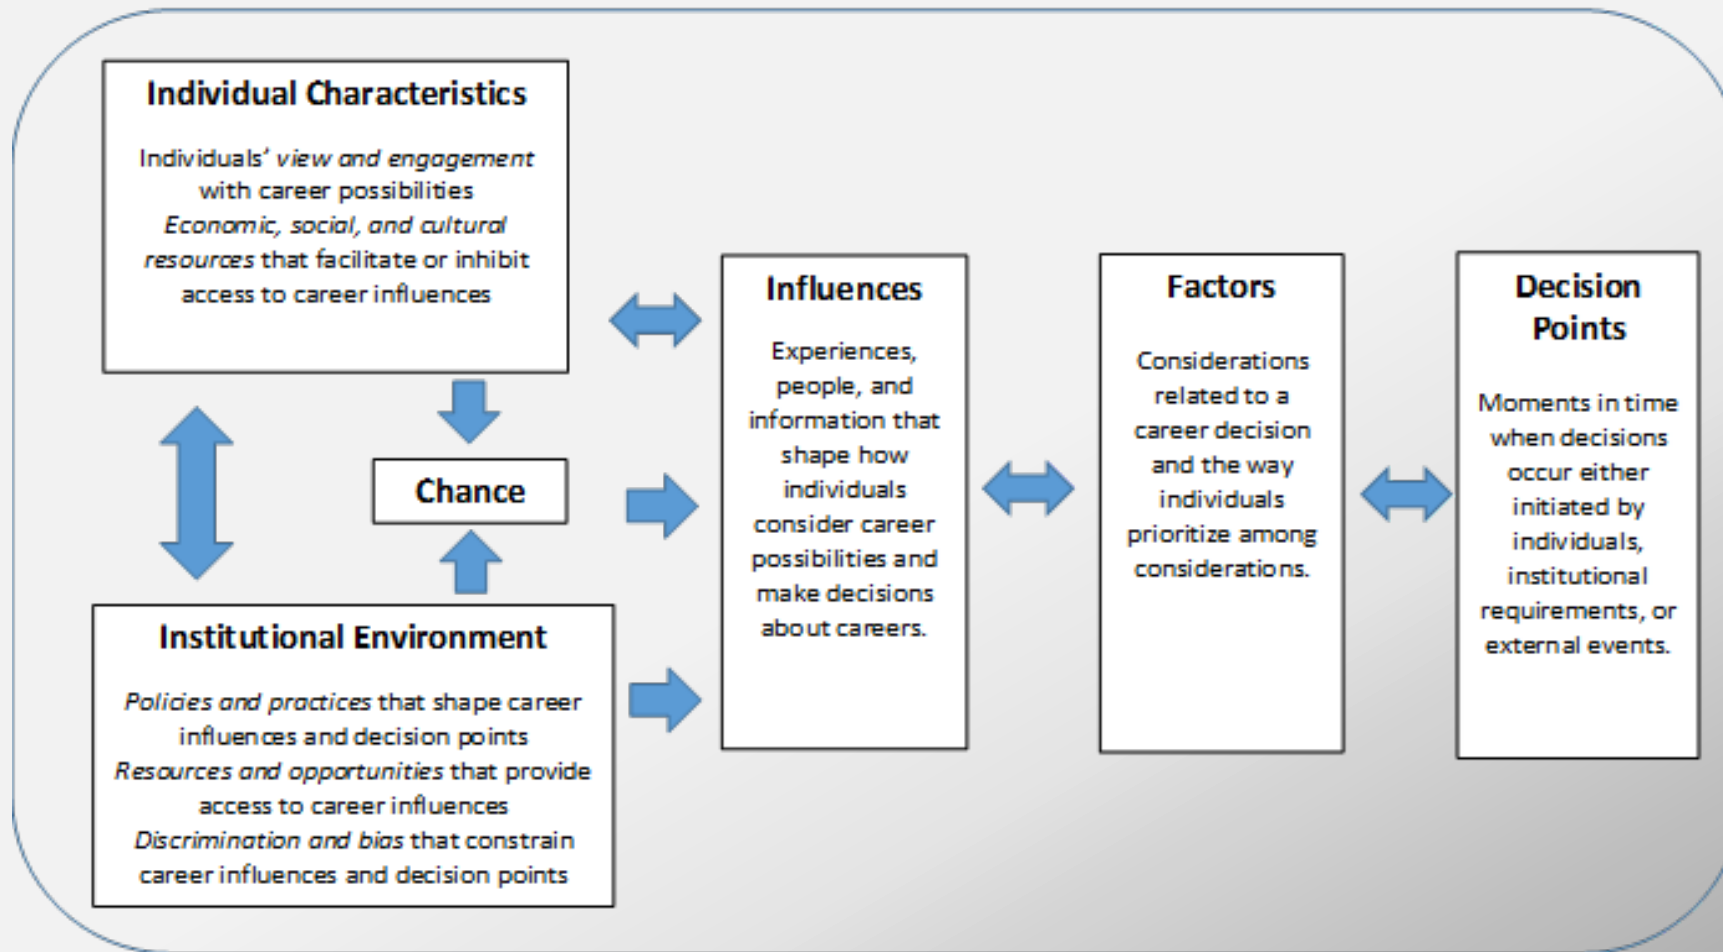 Individual Characteristics
Individuals’ view and engagement
with career possibilities
Economic, social, and cultural
resources that facilitate or inhibit
access to career influences
Chance
Institutional Environment
Policies and practices that shape career
influences and decision points
Resources and opportunities that provide
access to career influences
Discrimination and bias that constrain
career influences and decision points
Influences
Experiences,
people, and
information that
shape how
individuals
consider career
possibilities and
make decisions
about careers.
Factors
Considerations
related to a
career decision
and the way
individuals
prioritize among
considerations.
Decision
Points
Moments in time
when decisions
occur either
initiated by
individuals,
institutional
requirements, or
external events.